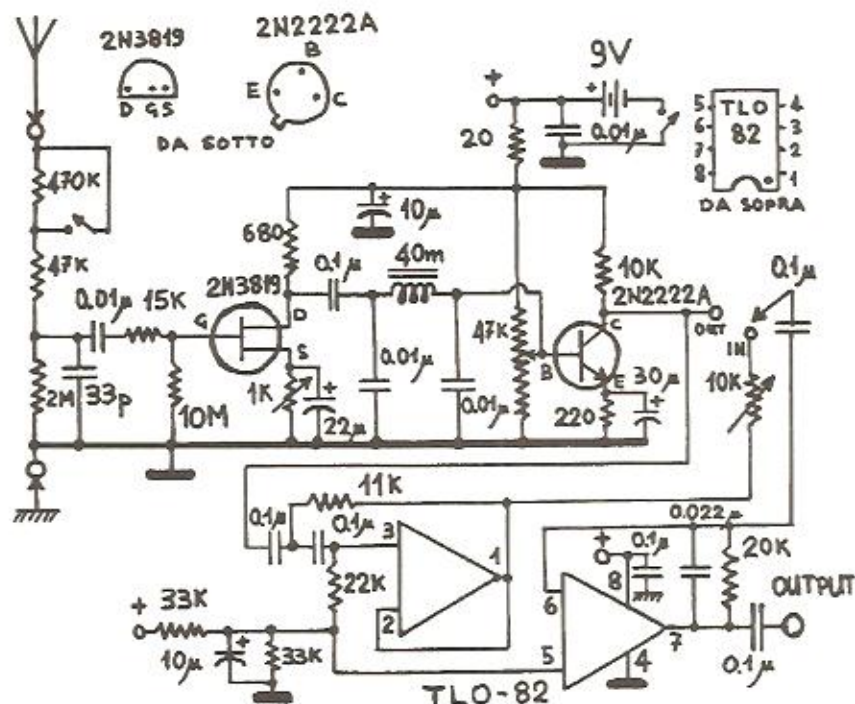 2N3819
D G S
2N2222A
B
E
C
DA SOTTO
+
9V
+
20
0.01µ
TLO
82
5
6
7
8
4
3
2
1
DA SOPRA
470K
47K
0.01µ
15K
2M
33p
10M
680
2N3819
G
D
S
1K
+
22µ
+
10µ
0.1µ
40m
0.01µ
0.01µ
47K
10K
2N2222A
B
C
E
220
30µ
+
OUT
IN
0.1µ
10K
11K
0.1µ
0.1µ
3
1
2
22K
+
33K
10µ
+
33K
TLO-82
+
0.1µ
8
6
5
4
7
0.022µ
20K
OUTPUT
0.1µ